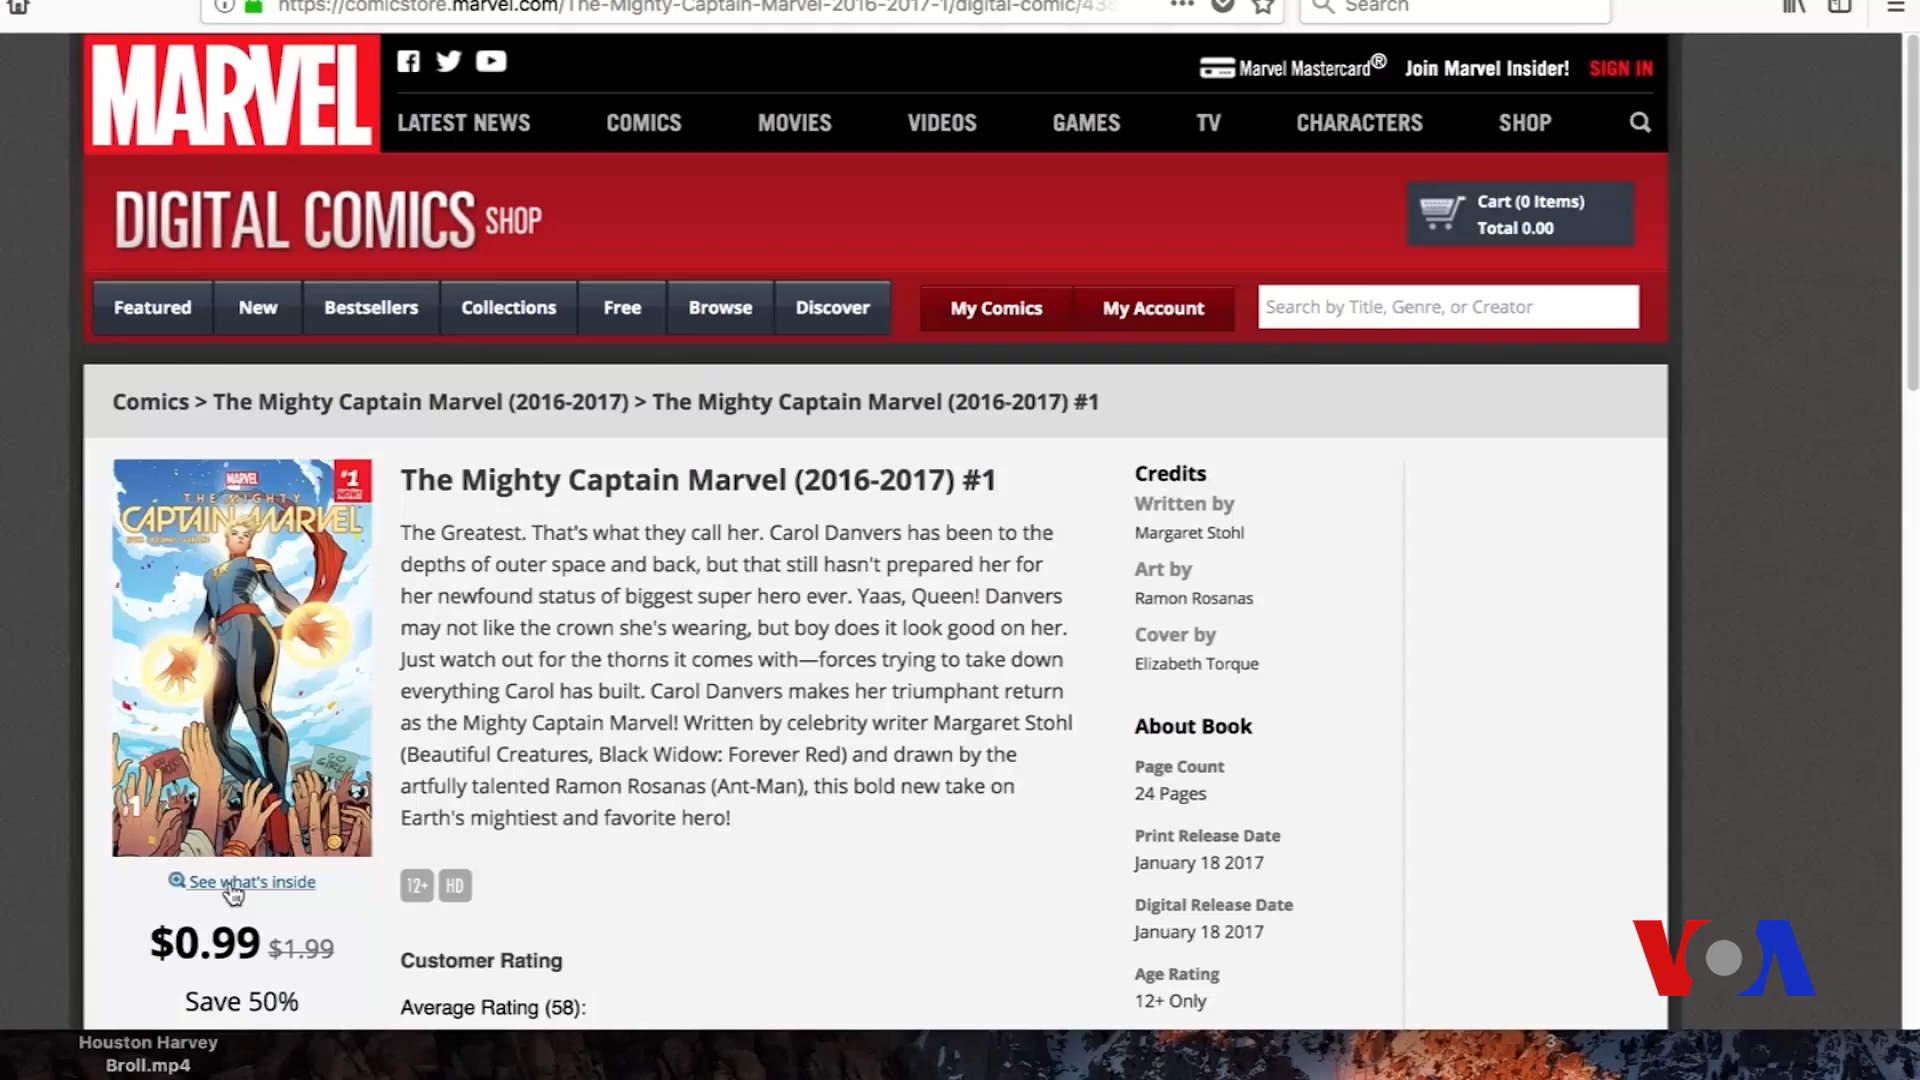 https://comicstore.marvel.com/The-Mighty-Captain-Marvel-2016-2017-1/digital-comic/438
Search
MARVEL
Marvel Mastercard®
Join Marvel Insider!
SIGN IN
LATEST NEWS
COMICS
MOVIES
VIDEOS
GAMES
TV
CHARACTERS
SHOP
DIGITAL COMICS SHOP
Cart (0 Items)
Total 0.00
Featured
New
Bestsellers
Collections
Free
Browse
Discover
My Comics
My Account
Search by Title, Genre, or Creator
Comics > The Mighty Captain Marvel (2016-2017) > The Mighty Captain Marvel (2016-2017) #1
MARVEL
#1
THE MIGHTY
CAPTAIN MARVEL
GO GIRL
#1
See what's inside
$0.99 $1.99
Save 50%
The Mighty Captain Marvel (2016-2017) #1
The Greatest. That's what they call her. Carol Danvers has been to the
depths of outer space and back, but that still hasn't prepared her for
her newfound status of biggest super hero ever. Yaas, Queen! Danvers
may not like the crown she's wearing, but boy does it look good on her.
Just watch out for the thorns it comes with—forces trying to take down
everything Carol has built. Carol Danvers makes her triumphant return
as the Mighty Captain Marvel! Written by celebrity writer Margaret Stohl
(Beautiful Creatures, Black Widow: Forever Red) and drawn by the
artfully talented Ramon Rosanas (Ant-Man), this bold new take on
Earth's mightiest and favorite hero!
12+ HD
Customer Rating
Average Rating (58):
Credits
Written by
Margaret Stohl
Art by
Ramon Rosanas
Cover by
Elizabeth Torque
About Book
Page Count
24 Pages
Print Release Date
January 18 2017
Digital Release Date
January 18 2017
Age Rating
12+ Only
VOA
Houston Harvey
Broll.mp4